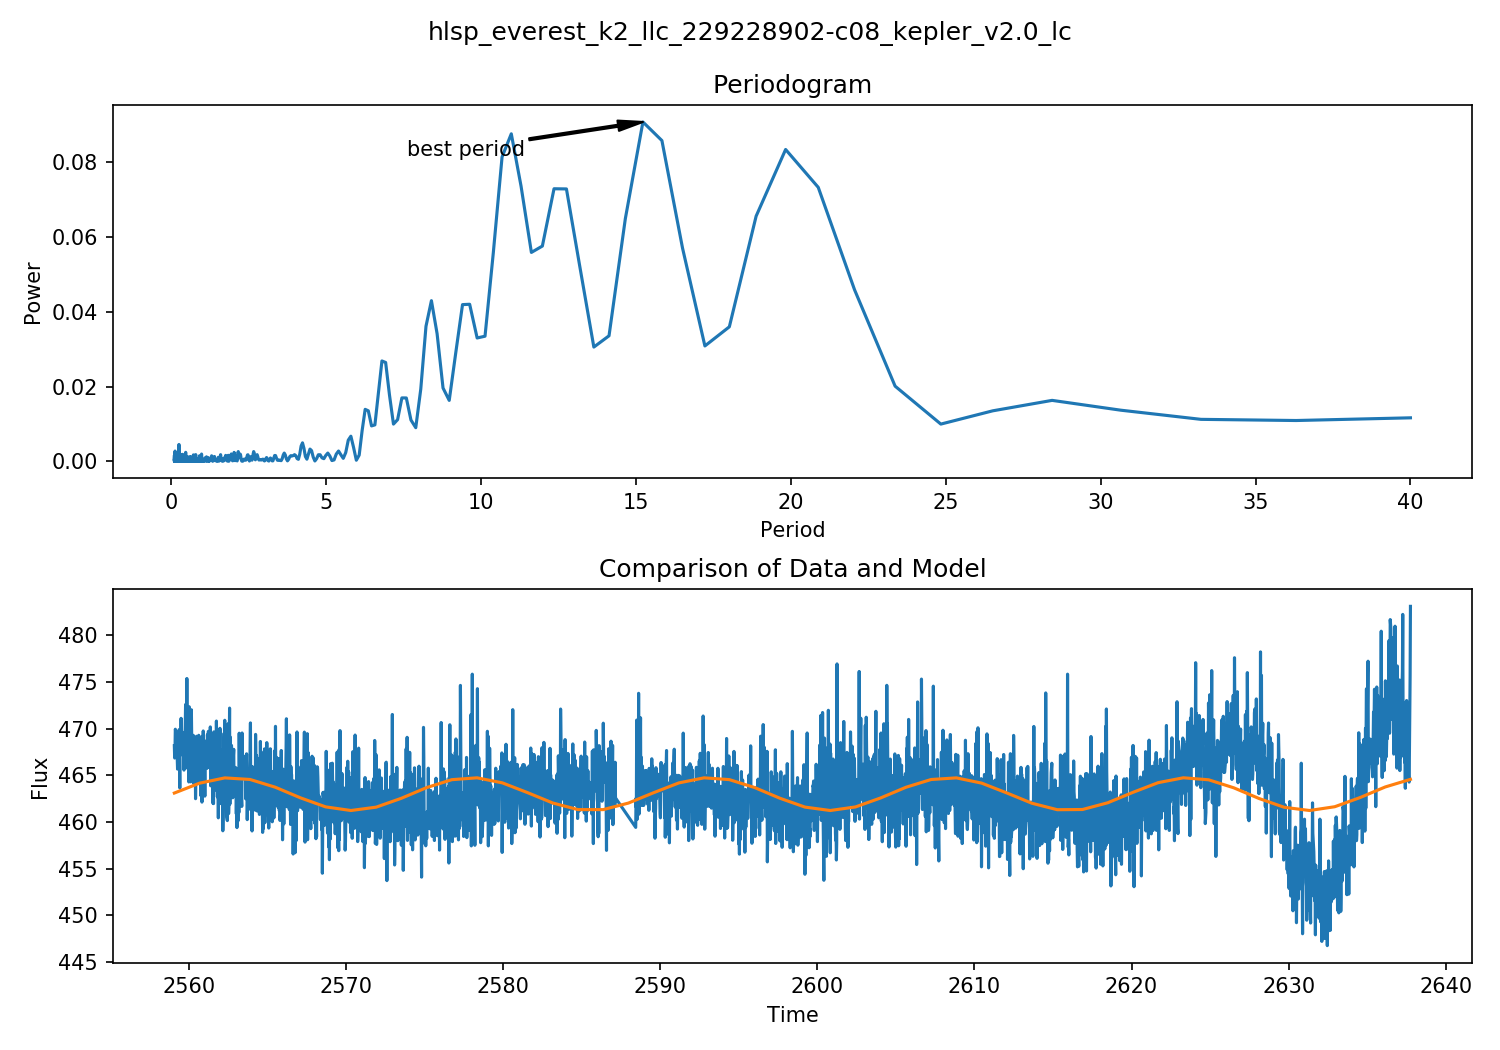 hlsp_everest_k2_llc_229228902-c08_kepler_v2.0_lc
Periodogram
best period
Power
0.08
0.06
0.04
0.02
0.00
0 5 10 15 20 25 30 35 40
Period
Comparison of Data and Model
Flux
480
475
470
465
460
455
450
445
2560 2570 2580 2590 2600 2610 2620 2630 2640
Time